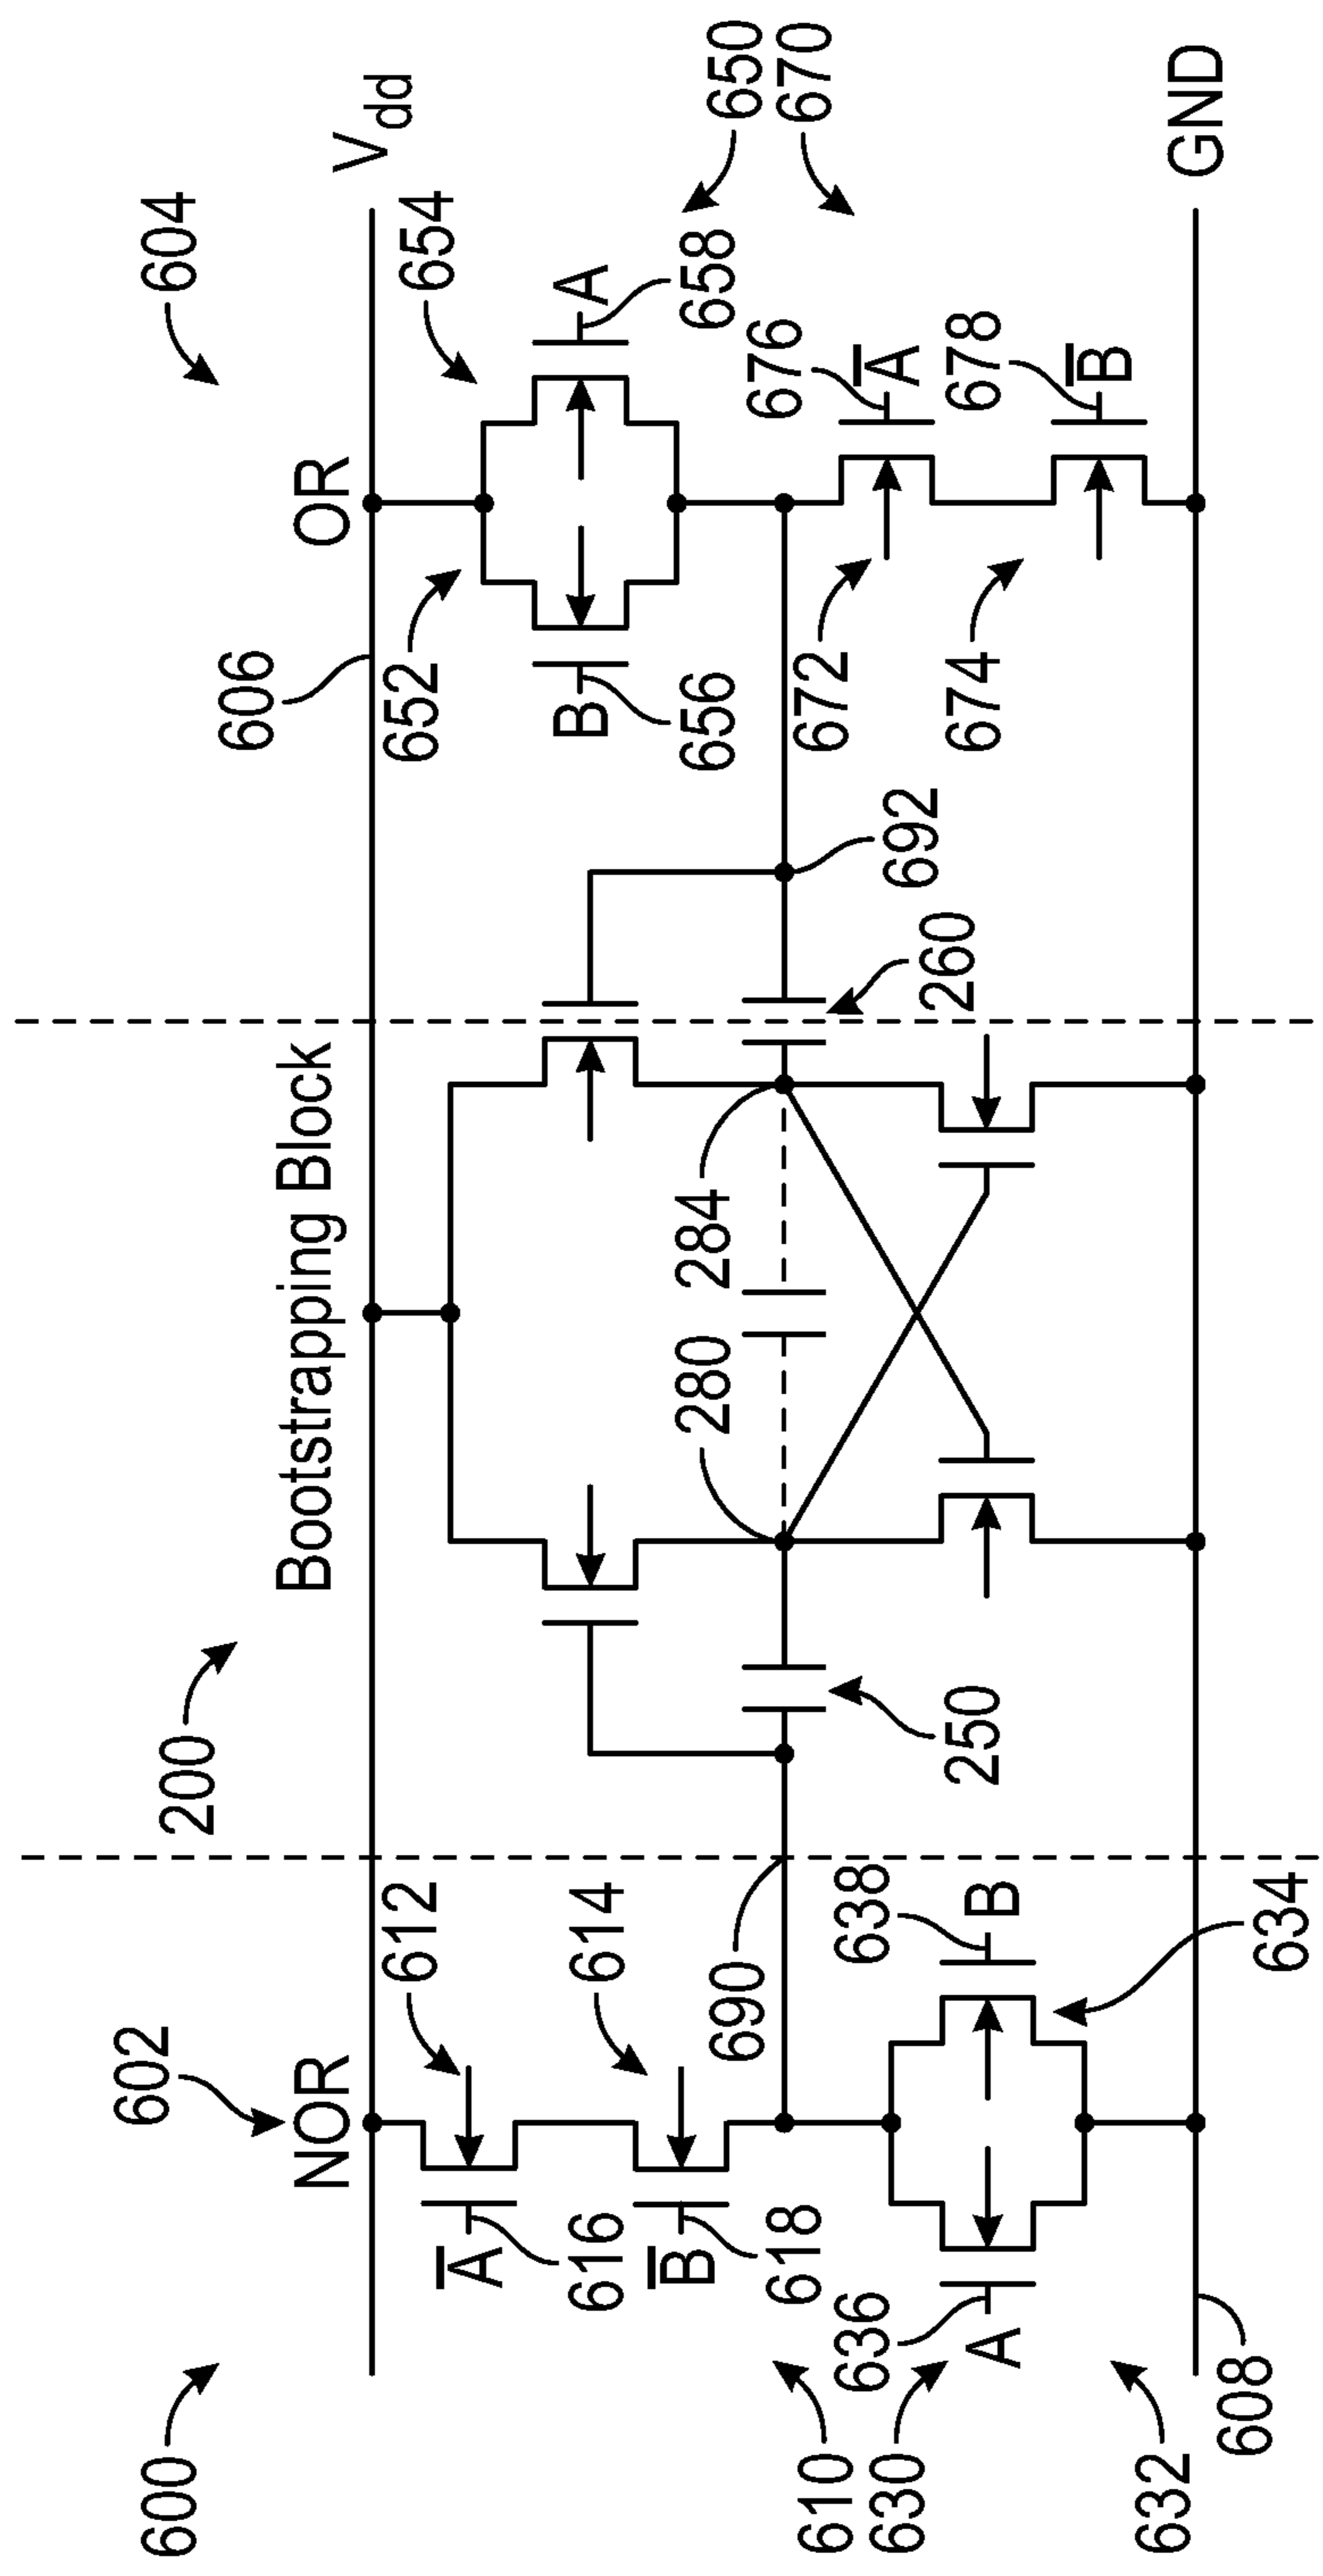 600
602
NOR
200
Bootstrapping Block
606
OR
604
V dd
612
614
A̅
616
B̅
618
690
250
280
284
260
692
652
654
B
656
A
658
650
670
672
674
676
A̅
678
B̅
610
630
632
636
A
638
B
634
608
GND